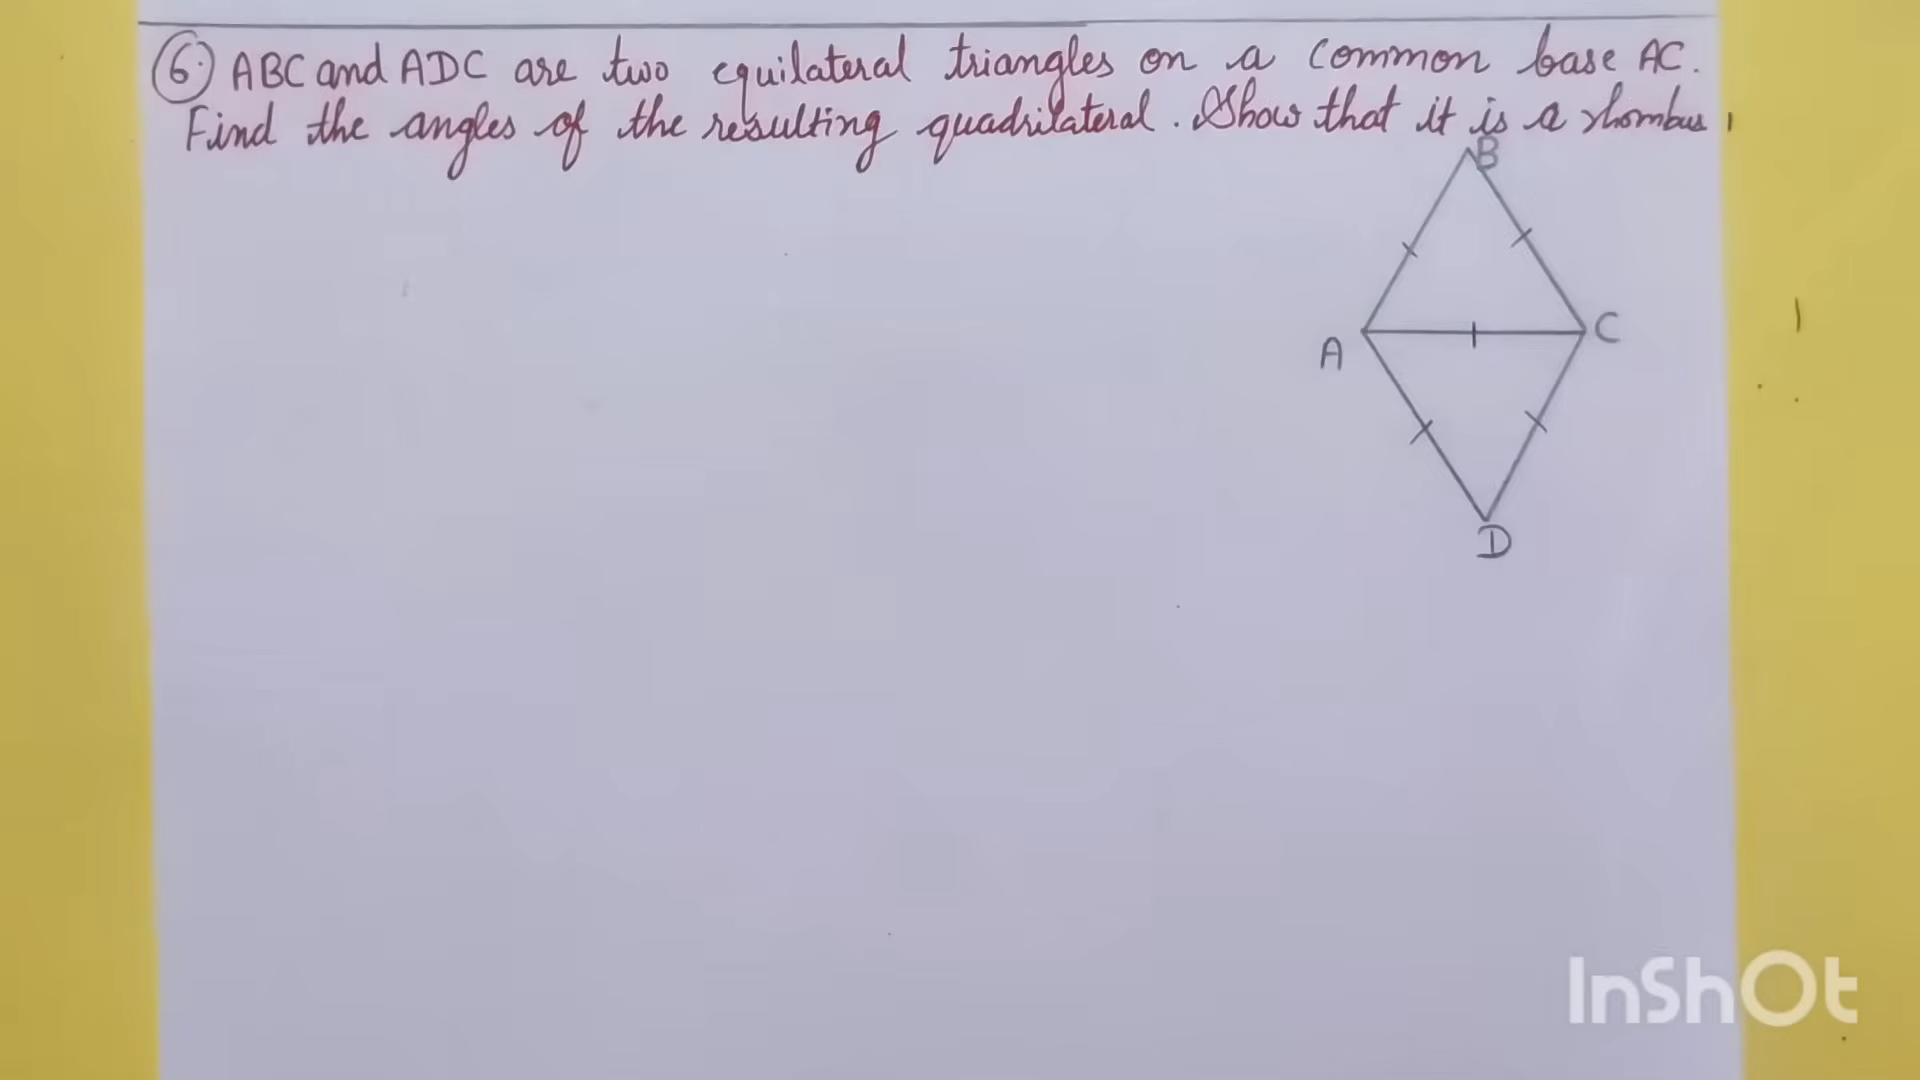 6. ABC and ADC are two equilateral triangles on a common base AC.
Find the angles of the resulting quadrilateral. Show that it is a rhombus
B
A
C
D
InShOt